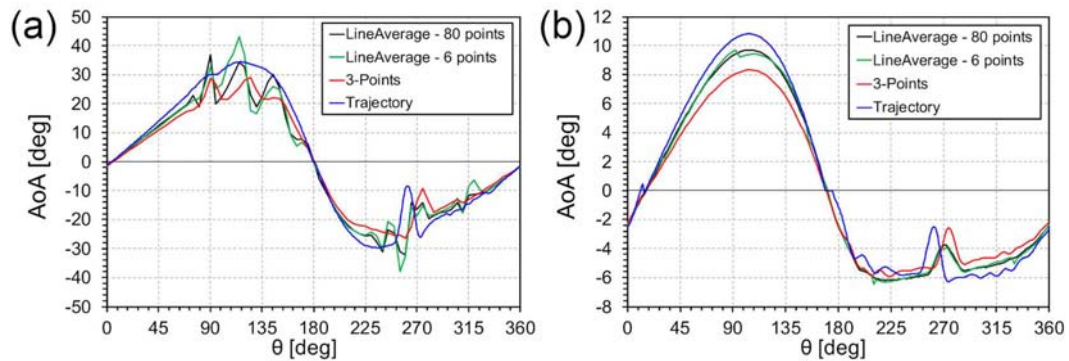 (a)
AoA [deg]
50
40
30
20
10
0
-10
-20
-30
-40
-50
LineAverage - 80 points
LineAverage - 6 points
3-Points
Trajectory
0 45 90 135 180 225 270 315 360
θ [deg]
(b)
AoA [deg]
12
10
8
6
4
2
0
-2
-4
-6
-8
LineAverage - 80 points
LineAverage - 6 points
3-Points
Trajectory
0 45 90 135 180 225 270 315 360
θ [deg]